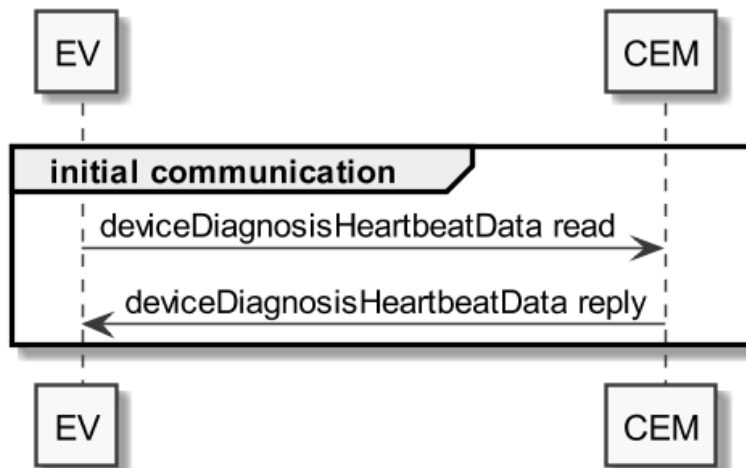 EV
CEM
initial communication
deviceDiagnosisHeartbeatData read
deviceDiagnosisHeartbeatData reply
EV
CEM